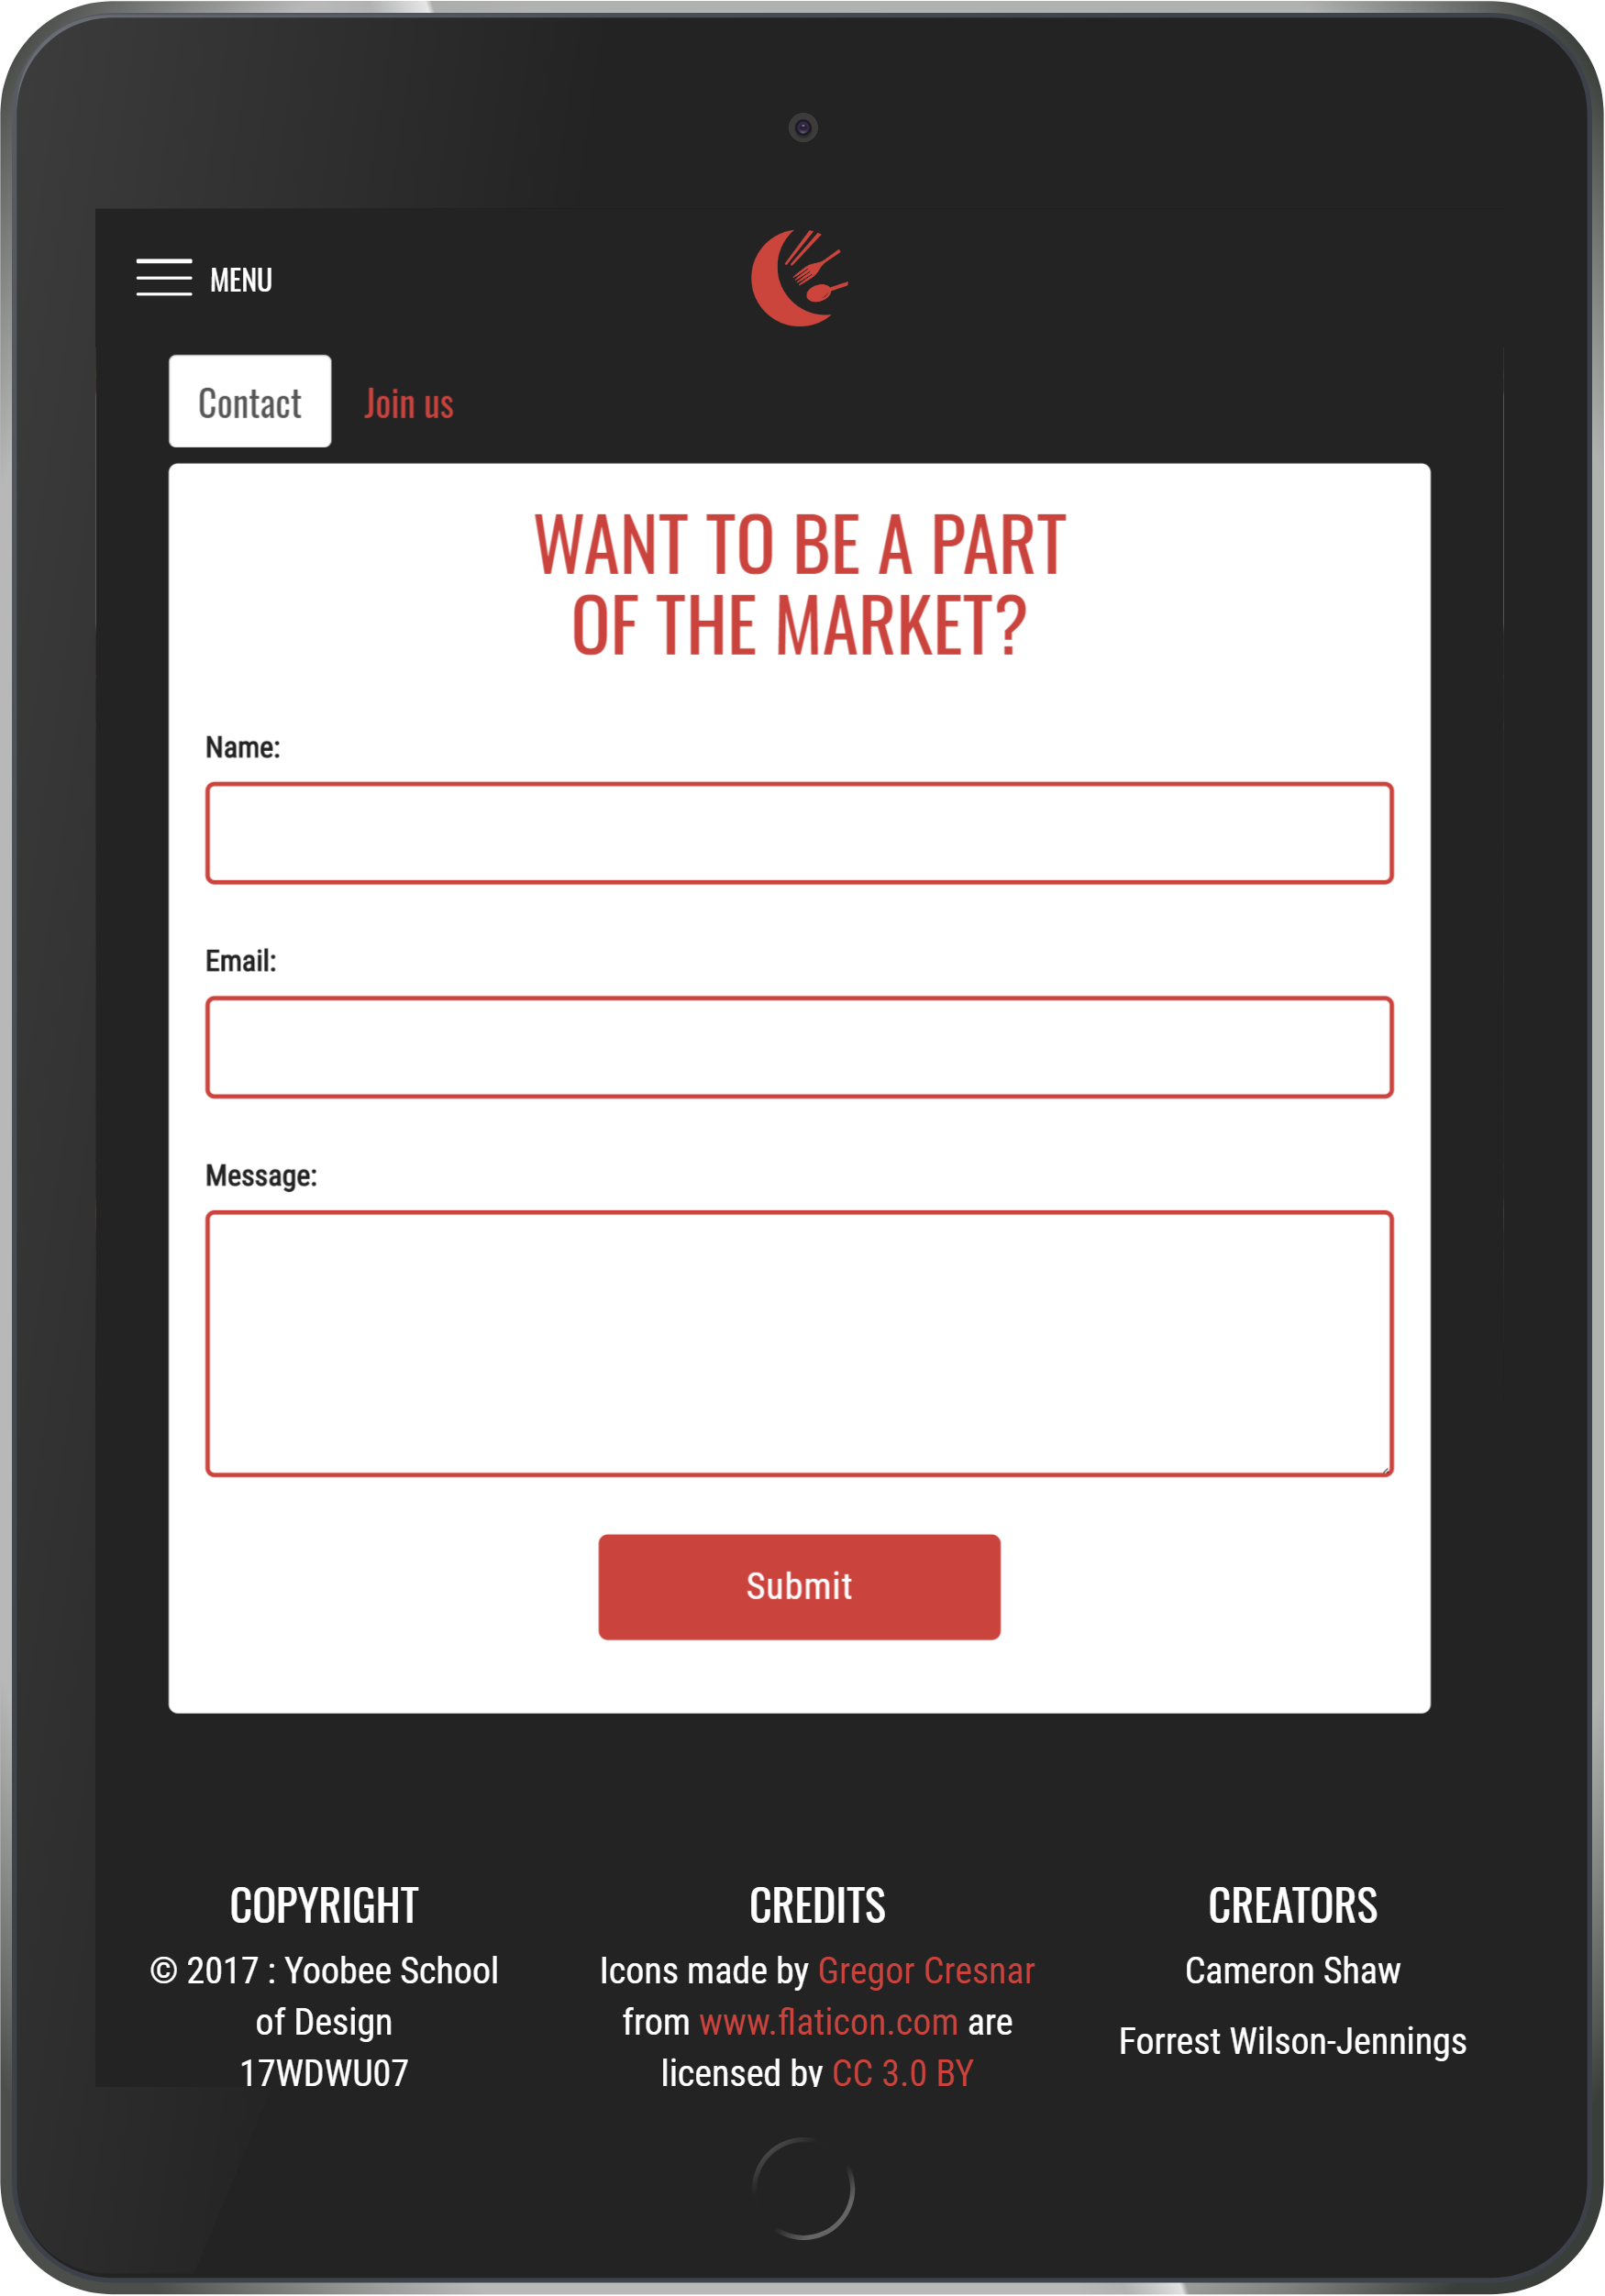 MENU
Contact
Join us
WANT TO BE A PART
OF THE MARKET?
Name:
Email:
Message:
Submit
COPYRIGHT
© 2017 : Yoobee School
of Design
17WDWU07
CREDITS
Icons made by Gregor Cresnar
from www.flaticon.com are
licensed by CC 3.0 BY
CREATORS
Cameron Shaw
Forrest Wilson-Jennings